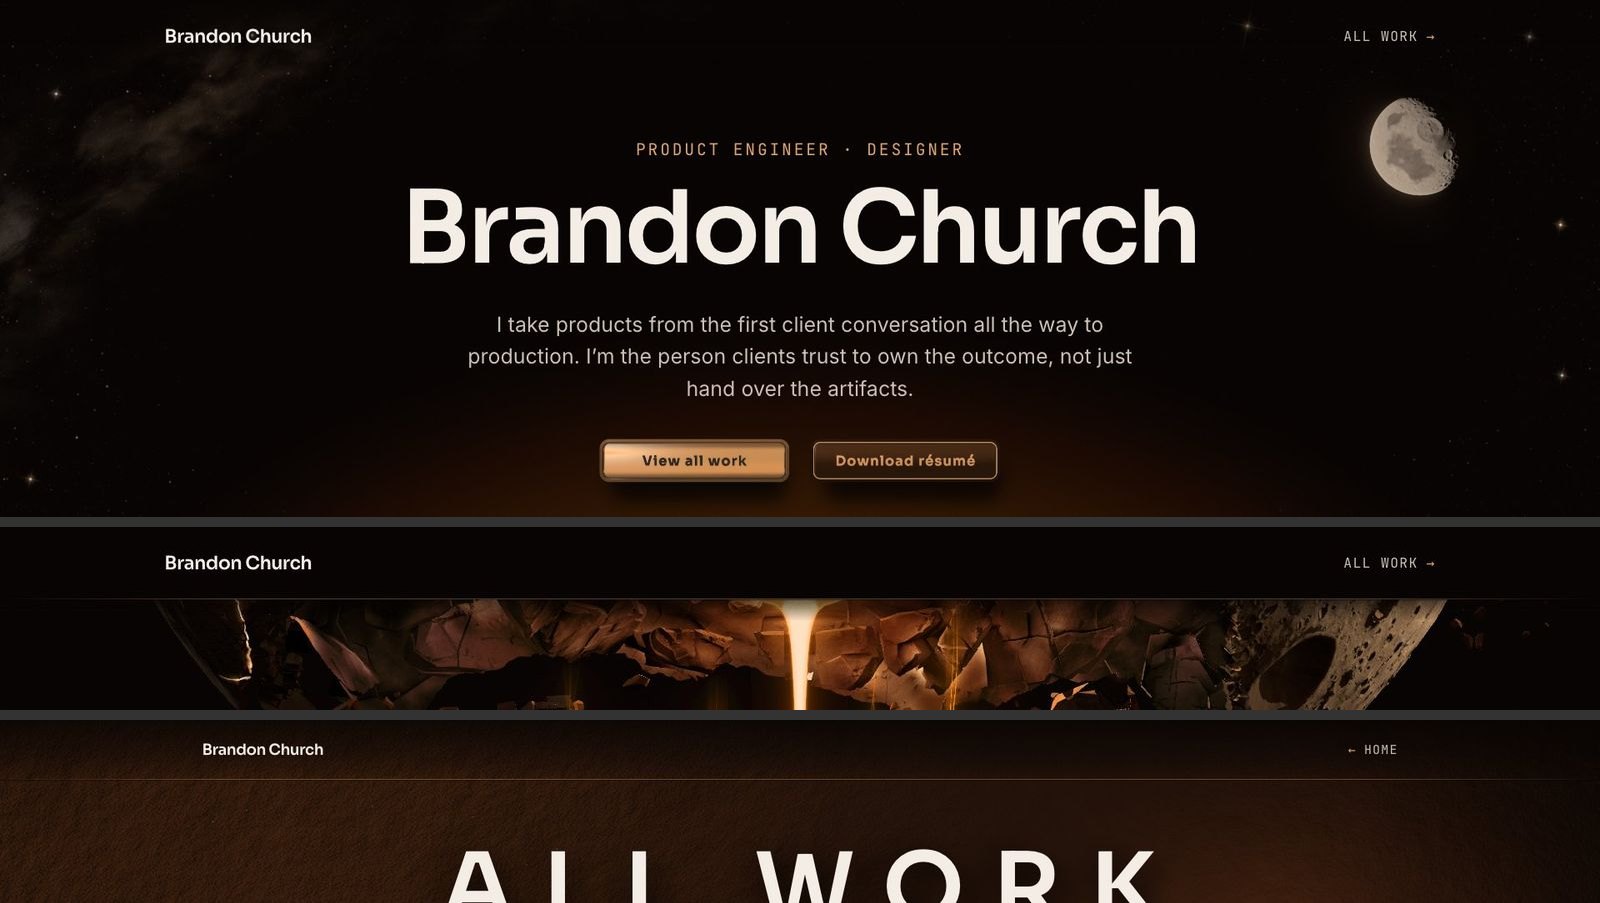 Brandon Church
ALL WORK →
PRODUCT ENGINEER · DESIGNER
Brandon Church
I take products from the first client conversation all the way to
production. I’m the person clients trust to own the outcome, not just
hand over the artifacts.
View all work
Download résumé
Brandon Church
ALL WORK →
Brandon Church
← HOME
ALL WORK